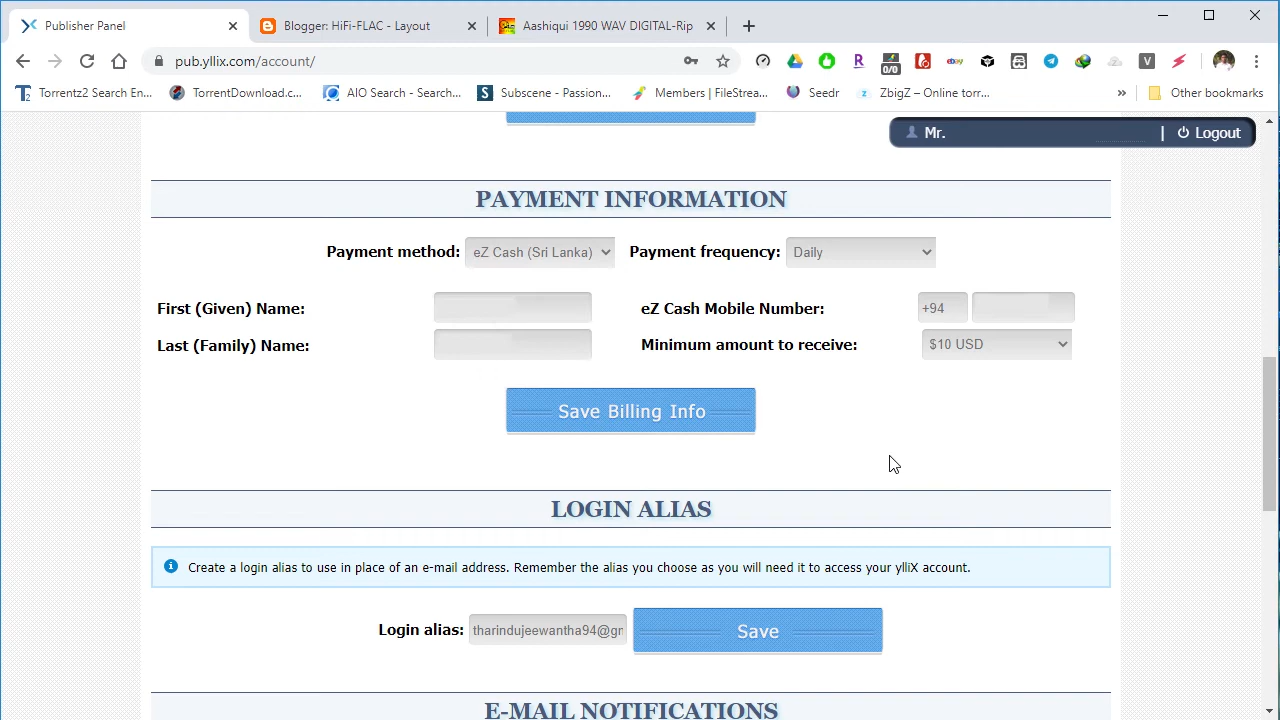 Publisher Panel
Blogger: HiFi-FLAC - Layout
Aashiqui 1990 WAV DIGITAL-Rip
pub.yllix.com/account/
0/0
Torrentz2 Search En...
TorrentDownload.c...
AIO Search - Search...
Subscene - Passion...
Members | FileStrea...
Seedr
ZbigZ – Online torr...
»
Other bookmarks
Mr.
| Logout
PAYMENT INFORMATION
Payment method: eZ Cash (Sri Lanka) Payment frequency: Daily
First (Given) Name:
eZ Cash Mobile Number: +94
Last (Family) Name:
Minimum amount to receive: $10 USD
Save Billing Info
LOGIN ALIAS
Create a login alias to use in place of an e-mail address. Remember the alias you choose as you will need it to access your ylliX account.
Login alias: tharindujeewantha94@gr Save
E-MAIL NOTIFICATIONS